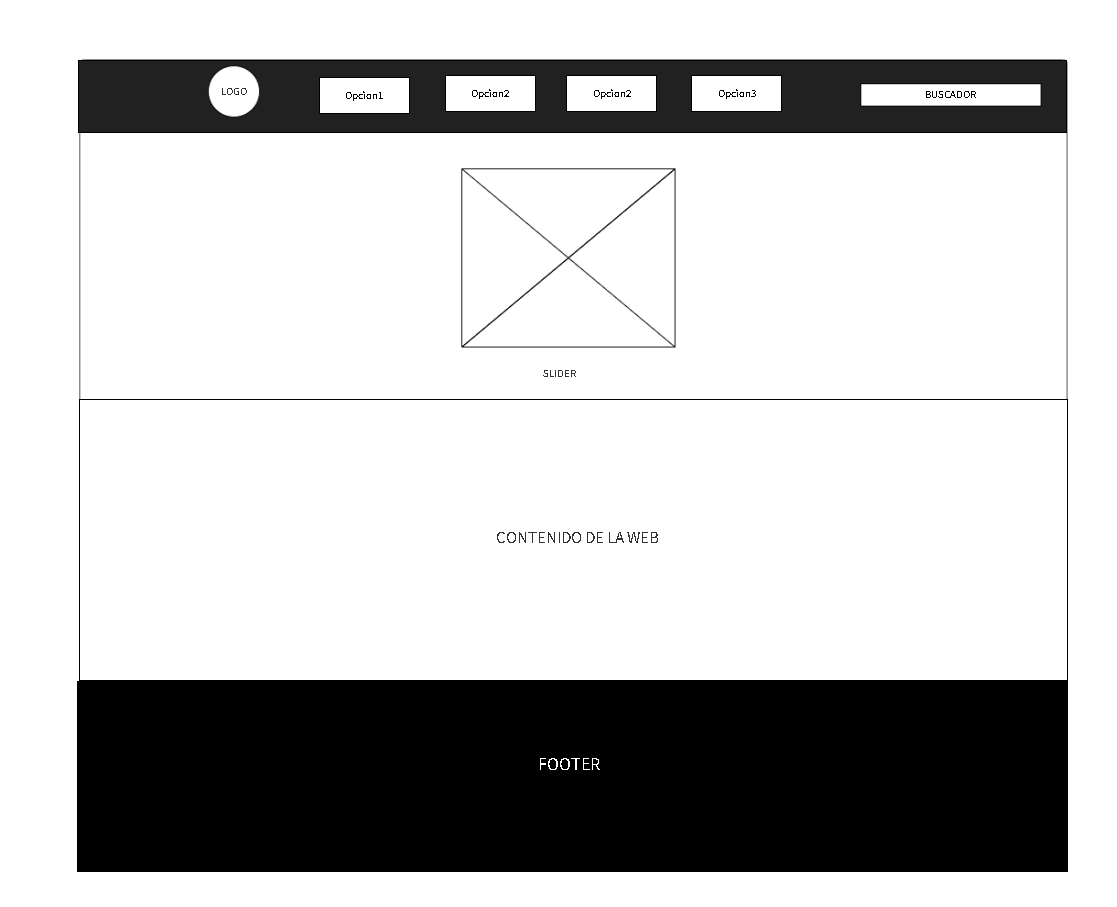 LOGO
Opcion1
Opcion2
Opcion2
Opcion3
BUSCADOR
SLIDER
CONTENIDO DE LA WEB
FOOTER